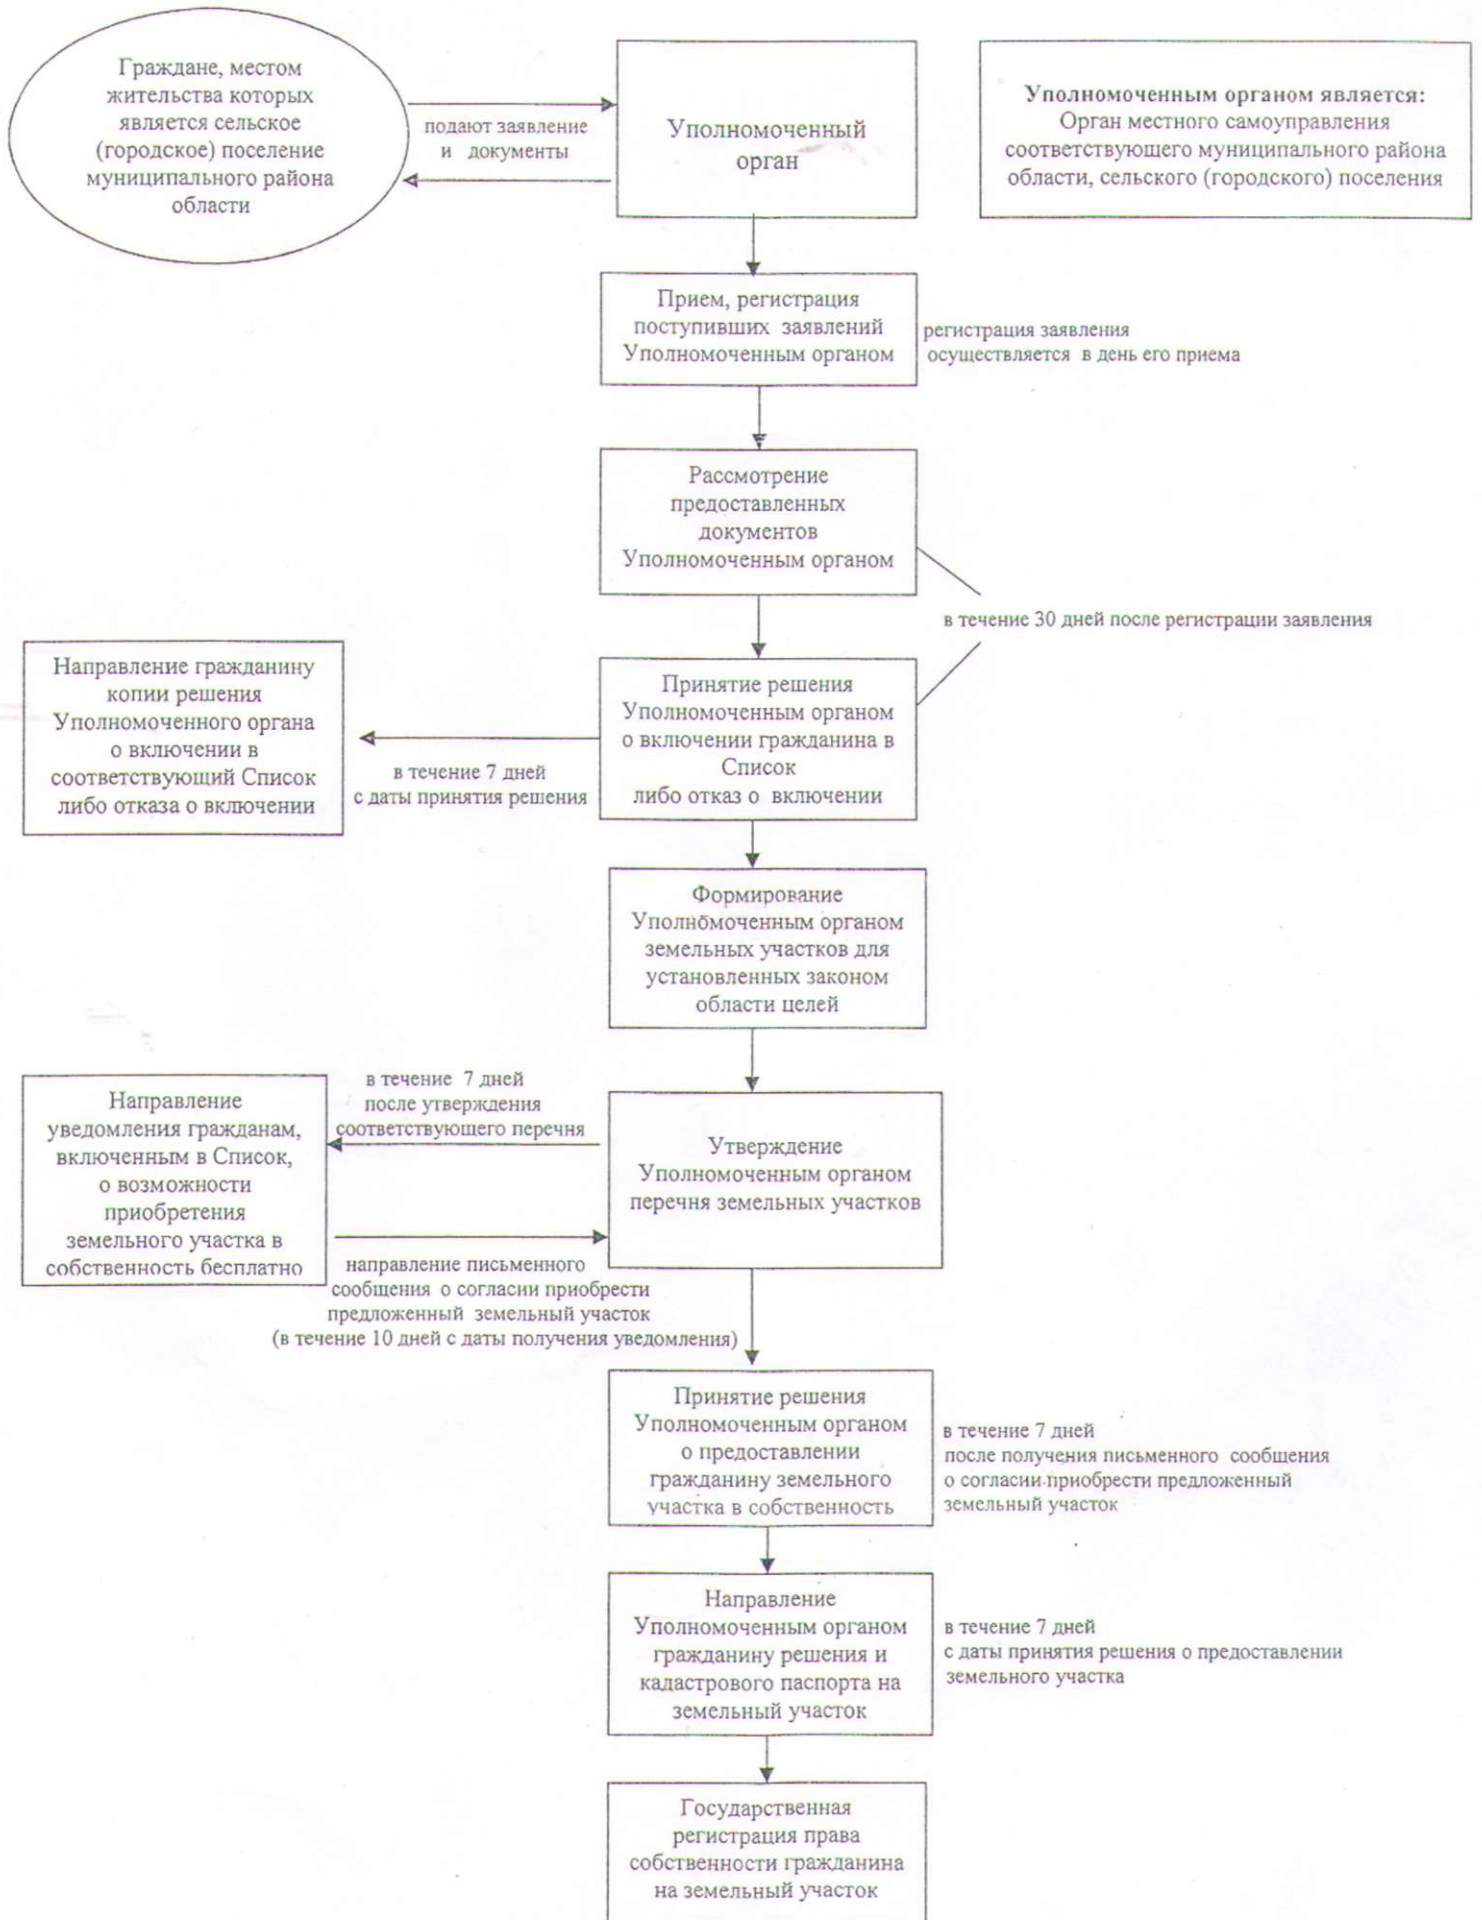 Граждане, местом
жительства которых
является сельское
(городское) поселение
муниципального района
области
подают заявление
и документы
Уполномоченный
орган
Уполномоченным органом является:
Орган местного самоуправления
соответствующего муниципального района
области, сельского (городского) поселения
Прием, регистрация
поступивших заявлений
Уполномоченным органом
регистрация заявления
осуществляется в день его приема
Рассмотрение
предоставленных
документов
Уполномоченным органом
в течение 30 дней после регистрации заявления
Принятие решения
Уполномоченным органом
о включении гражданина в
Список
либо отказ о включении
в течение 7 дней
с даты принятия решения
Направление гражданину
копии решения
Уполномоченного органа
о включении в
соответствующий Список
либо отказа о включении
Формирование
Уполномоченным органом
земельных участков для
установленных законом
области целей
Утверждение
Уполномоченным органом
перечня земельных участков
в течение 7 дней
после утверждения
соответствующего перечня
Направление
уведомления гражданам,
включенным в Список,
о возможности
приобретения
земельного участка в
собственность бесплатно
направление письменного
сообщения о согласии приобрести
предложенный земельный участок
(в течение 10 дней с даты получения уведомления)
Принятие решения
Уполномоченным органом
о предоставлении
гражданину земельного
участка в собственность
в течение 7 дней
после получения письменного сообщения
о согласии приобрести предложенный
земельный участок
Направление
Уполномоченным органом
гражданину решения и
кадастрового паспорта на
земельный участок
в течение 7 дней
с даты принятия решения о предоставлении
земельного участка
Государственная
регистрация права
собственности гражданина
на земельный участок